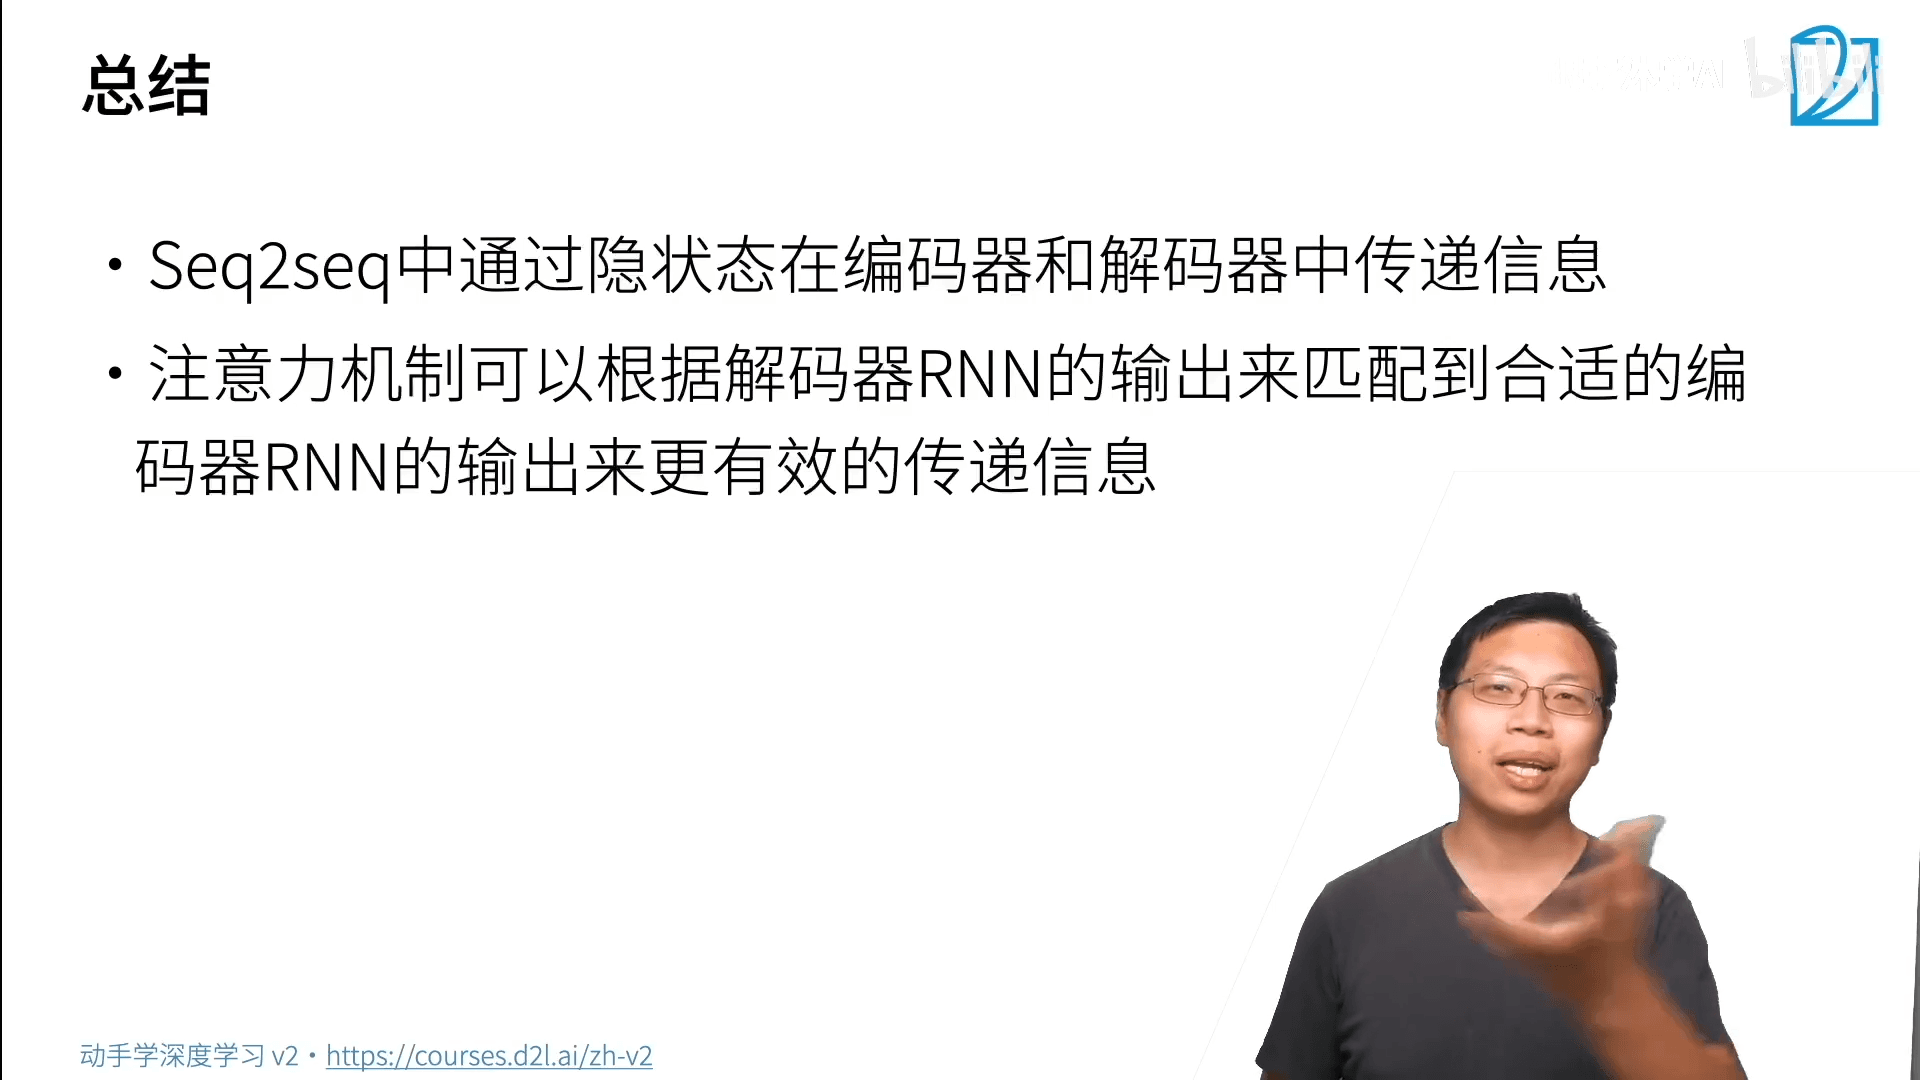 总结
• Seq2seq中通过隐状态在编码器和解码器中传递信息
• 注意力机制可以根据解码器RNN的输出来匹配到合适的编
码器RNN的输出来更有效的传递信息
动手学深度学习 v2 • https://courses.d2l.ai/zh-v2
bilibili